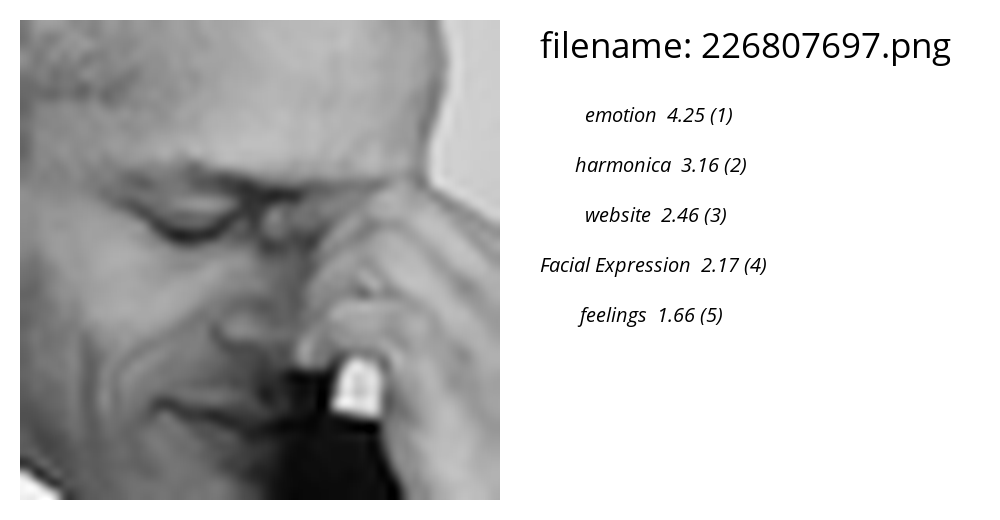 filename: 226807697.png
emotion 4.25 (1)
harmonica 3.16 (2)
website 2.46 (3)
Facial Expression 2.17 (4)
feelings 1.66 (5)